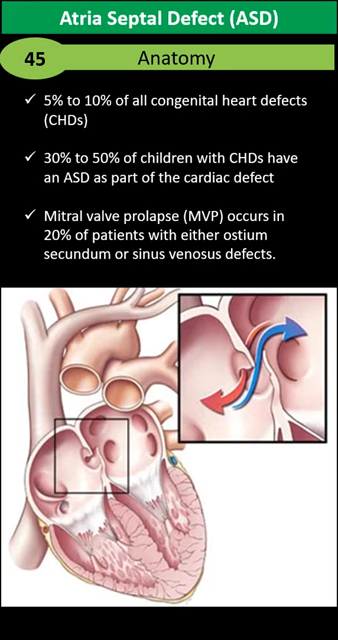 Atria Septal Defect (ASD)
45
Anatomy
✓ 5% to 10% of all congenital heart defects
(CHDs)
✓ 30% to 50% of children with CHDs have
an ASD as part of the cardiac defect
✓ Mitral valve prolapse (MVP) occurs in
20% of patients with either ostium
secundum or sinus venosus defects.